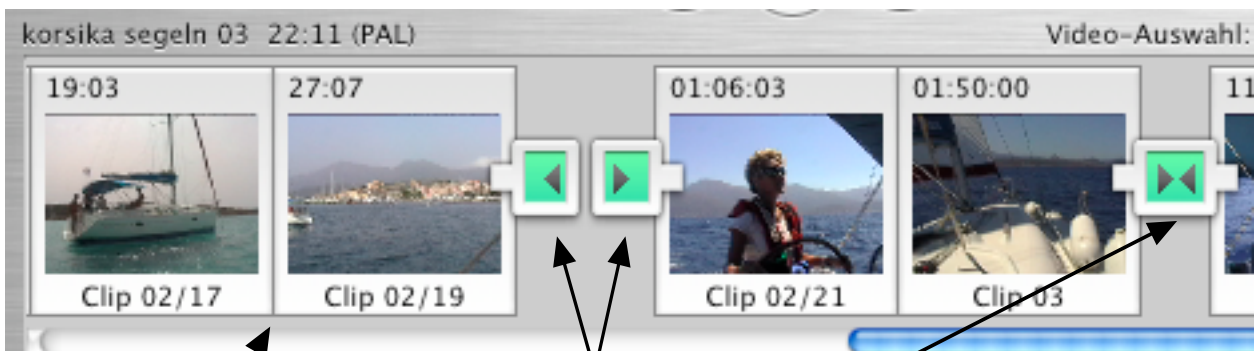 korsika segeln 03 22:11 (PAL)
Video-Auswahl:
19:03
27:07
01:06:03
01:50:00
11
Clip 02/17
Clip 02/19
Clip 02/21
Clip 03